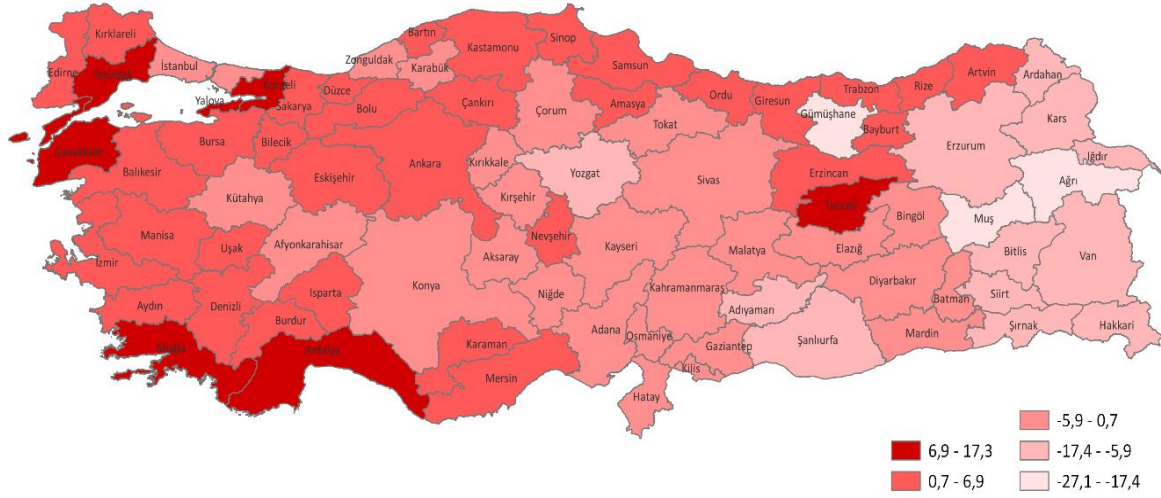 Kırklareli
Edirne
Tekirdağ
İstanbul
Kocaeli
Yalova
Sakarya
Düzce
Zonguldak
Bartın
Karabük
Kastamonu
Sinop
Samsun
Ordu
Giresun
Trabzon
Rize
Artvin
Ardahan
Çanakkale
Balıkesir
Bursa
Bilecik
Bolu
Çankırı
Çorum
Amasya
Tokat
Gümüşhane
Bayburt
Erzurum
Kars
Iğdır
Ağrı
Kütahya
Eskişehir
Ankara
Kırıkkale
Yozgat
Sivas
Erzincan
Tunceli
Bingöl
Muş
Manisa
Uşak
Afyonkarahisar
Kırşehir
Nevşehir
Kayseri
Malatya
Elazığ
Bitlis
Van
İzmir
Aydın
Denizli
Isparta
Burdur
Konya
Aksaray
Niğde
Kahramanmaraş
Adıyaman
Diyarbakır
Batman
Siirt
Muğla
Antalya
Karaman
Mersin
Adana
Osmaniye
Gaziantep
Kilis
Hatay
Şanlıurfa
Mardin
Şırnak
Hakkari
6,9 - 17,3
0,7 - 6,9
-5,9 - 0,7
-17,4 - -5,9
-27,1 - -17,4